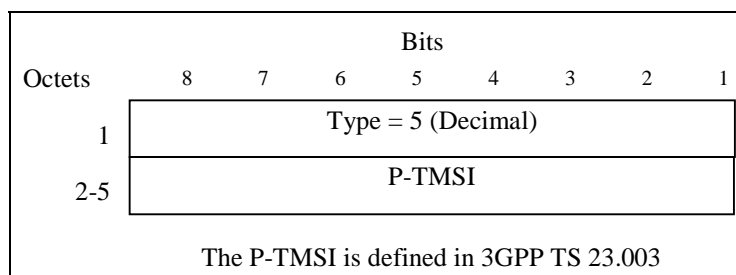 Bits
Octets 8 7 6 5 4 3 2 1
1 Type = 5 (Decimal)
2-5 P-TMSI
The P-TMSI is defined in 3GPP TS 23.003